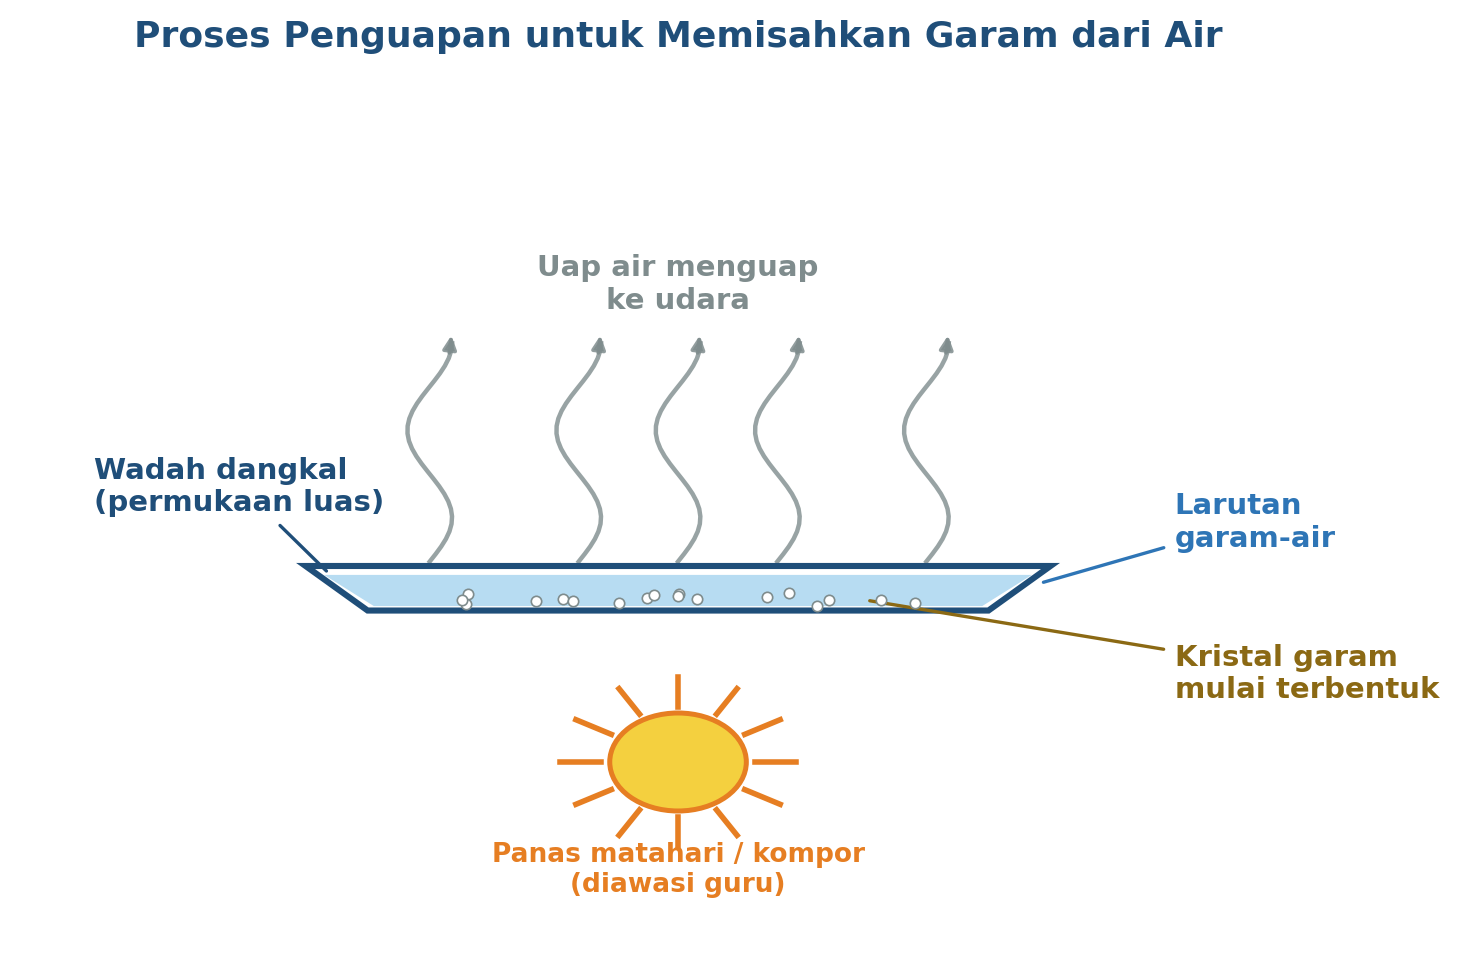 Proses Penguapan untuk Memisahkan Garam dari Air
Uap air menguap
ke udara
Wadah dangkal
(permukaan luas)
Larutan
garam-air
Kristal garam
mulai terbentuk
Panas matahari / kompor
(diawasi guru)